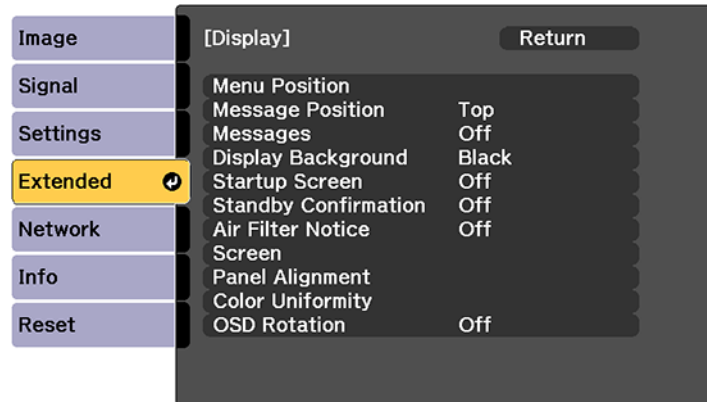 Image
Signal
Settings
Extended
Network
Info
Reset
[Display] Return
Menu Position
Message Position Top
Messages Off
Display Background Black
Startup Screen Off
Standby Confirmation Off
Air Filter Notice Off
Screen
Panel Alignment
Color Uniformity
OSD Rotation Off